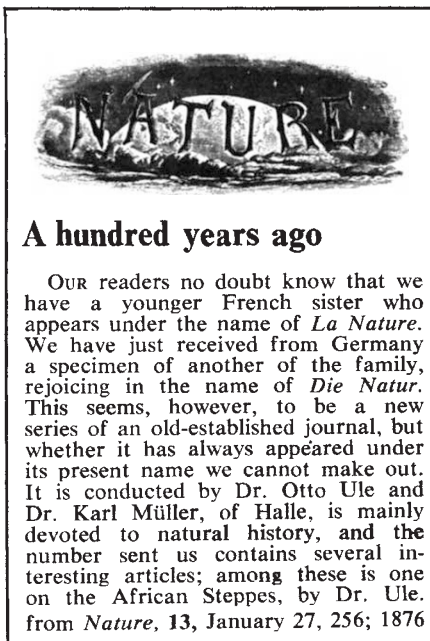 NATURE
A hundred years ago
OUR readers no doubt know that we
have a younger French sister who
appears under the name of La Nature.
We have just received from Germany
a specimen of another of the family,
rejoicing in the name of Die Natur.
This seems, however, to be a new
series of an old-established journal, but
whether it has always appeared under
its present name we cannot make out.
It is conducted by Dr. Otto Ule and
Dr. Karl Müller, of Halle, is mainly
devoted to natural history, and the
number sent us contains several in-
teresting articles; among these is one
on the African Steppes, by Dr. Ule.
from Nature, 13, January 27, 256; 1876